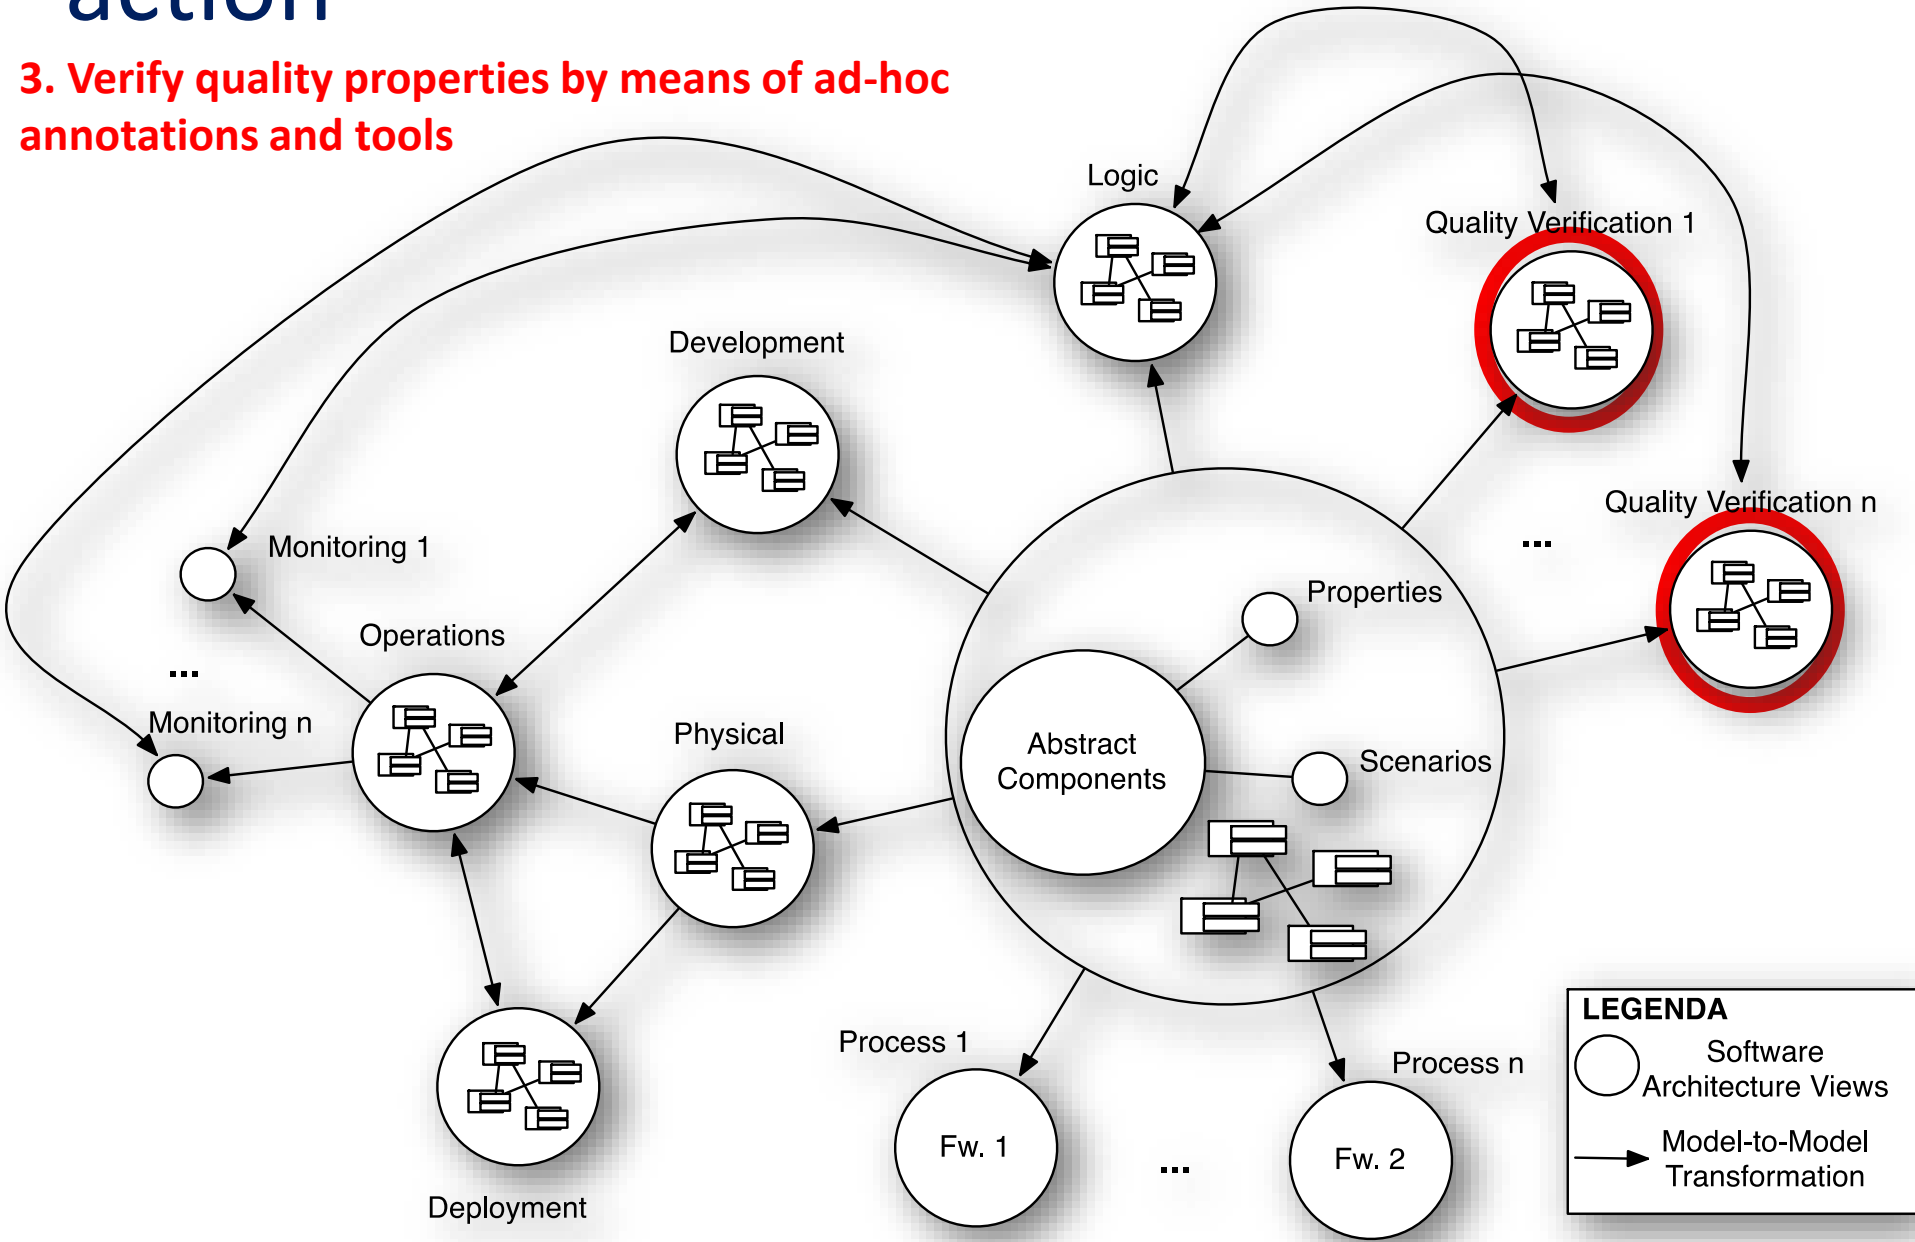 action
3. Verify quality properties by means of ad-hoc
annotations and tools
Logic
Quality Verification 1
Development
Quality Verification n
...
Monitoring 1
Properties
Operations
...
Monitoring n
Physical
Abstract
Components
Scenarios
Process 1
Process n
Fw. 1
...
Fw. 2
Deployment
LEGENDA
Software
Architecture Views
Model-to-Model
Transformation